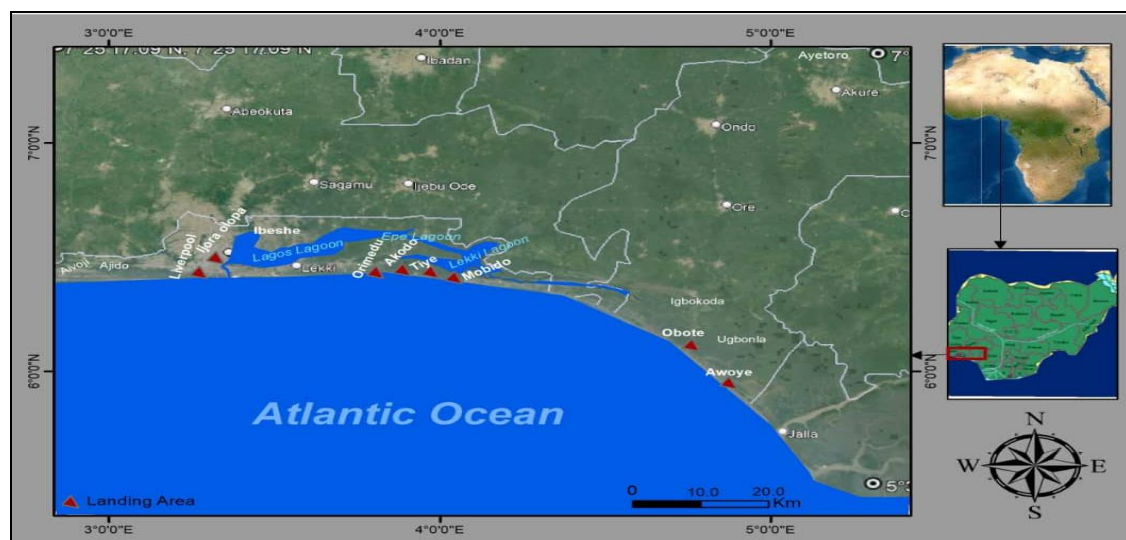 3°0'0"E
4°0'0"E
5°0'0"E
7°25'17.09 N, 7°25'17.09 N
Ibadan
Ayetoro
7°
Akure
Abeokuta
Ondo
7°0'0"N
7°0'0"N
Sagamu
Ijebu Ode
Ore
Ibeshe
Ijora olopa
Liverpool
Epe Lagoon
Lagos Lagoon
Lekki Lagoon
Ajido
Lekki
Orimedu
Akodo
Tiye
Mobido
Igbokoda
Obote
Ugbonla
6°0'0"N
6°0'0"N
Awoye
Atlantic Ocean
Jalla
Landing Area
0 10.0 20.0
Km
3°0'0"E
4°0'0"E
5°0'0"E
N
W
E
S